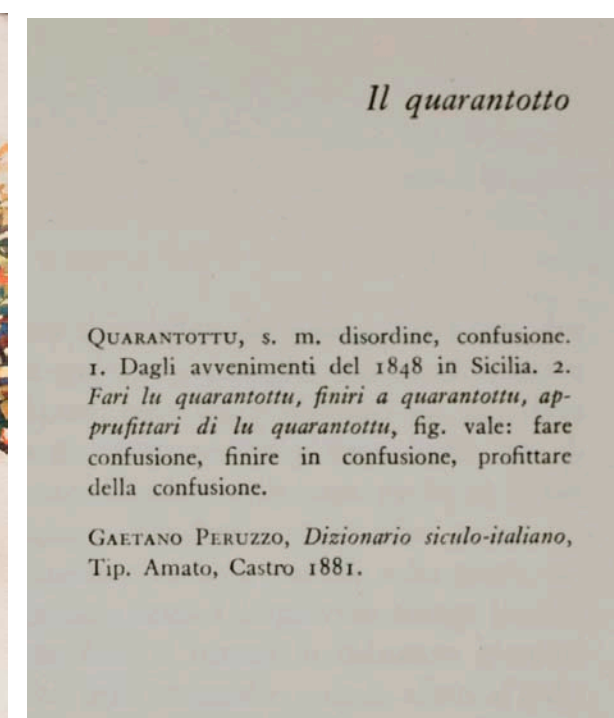 Il quarantotto
QUARANTOTTU, s. m. disordine, confusione.
1. Dagli avvenimenti del 1848 in Sicilia. 2.
Fari lu quarantottu, finiri a quarantottu, ap-
prufittari di lu quarantottu, fig. vale: fare
confusione, finire in confusione, profittare
della confusione.
GAETANO PERUZZO, Dizionario siculo-italiano,
Tip. Amato, Castro 1881.